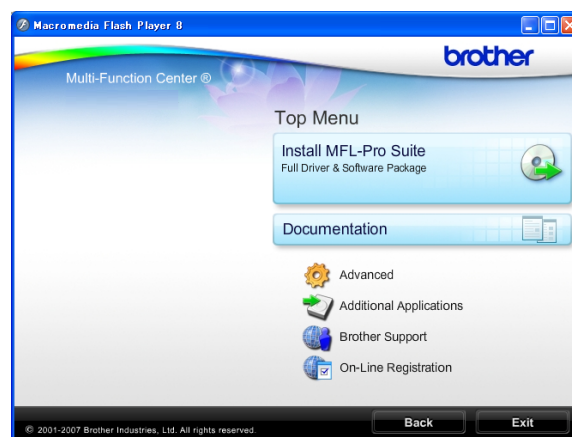 Macromedia Flash Player 8
brother
Multi-Function Center ®
Top Menu
Install MFL-Pro Suite
Full Driver & Software Package
Documentation
Advanced
Additional Applications
Brother Support
On-Line Registration
© 2001-2007 Brother Industries, Ltd. All rights reserved.
Back
Exit